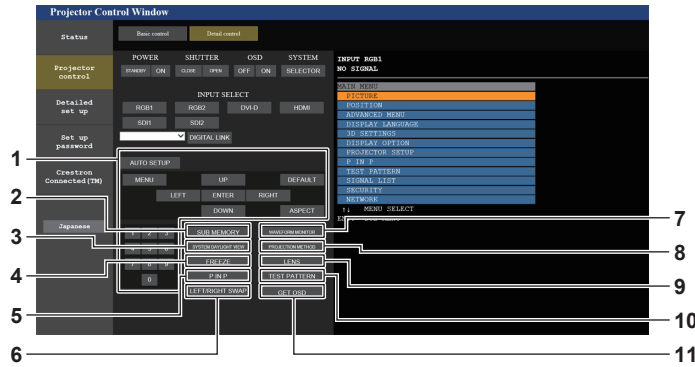 Projector Control Window
Status
Projector control
Detailed set up
Set up password
Crestron Connected(TM)
Japanese
Basic control
Detail control
POWER SHUTTER OSD SYSTEM
STANDBY ON CLOSE OPEN OFF ON SELECTOR
INPUT SELECT
RGB1 RGB2 DVI-D HDMI
SDI1 SDI2
DIGITAL LINK
AUTO SETUP
MENU UP DEFAULT
LEFT ENTER RIGHT
DOWN ASPECT
1 2 3
SUB MEMORY WAVEFORM MONITOR
SYSTEM DAYLIGHT VIEW PROJECTION METHOD
FREEZE LENS
P IN P TEST PATTERN
0
LEFT/RIGHT SWAP GET OSD
INPUT RGB1
NO SIGNAL
MAIN MENU
PICTURE
POSITION
ADVANCED MENU
DISPLAY LANGUAGE
3D SETTINGS
DISPLAY OPTION
PROJECTOR SETUP
P IN P
TEST PATTERN
SIGNAL LIST
SECURITY
NETWORK
↑↓ MENU SELECT
1
2
3
4
5
6
7
8
9
10
11